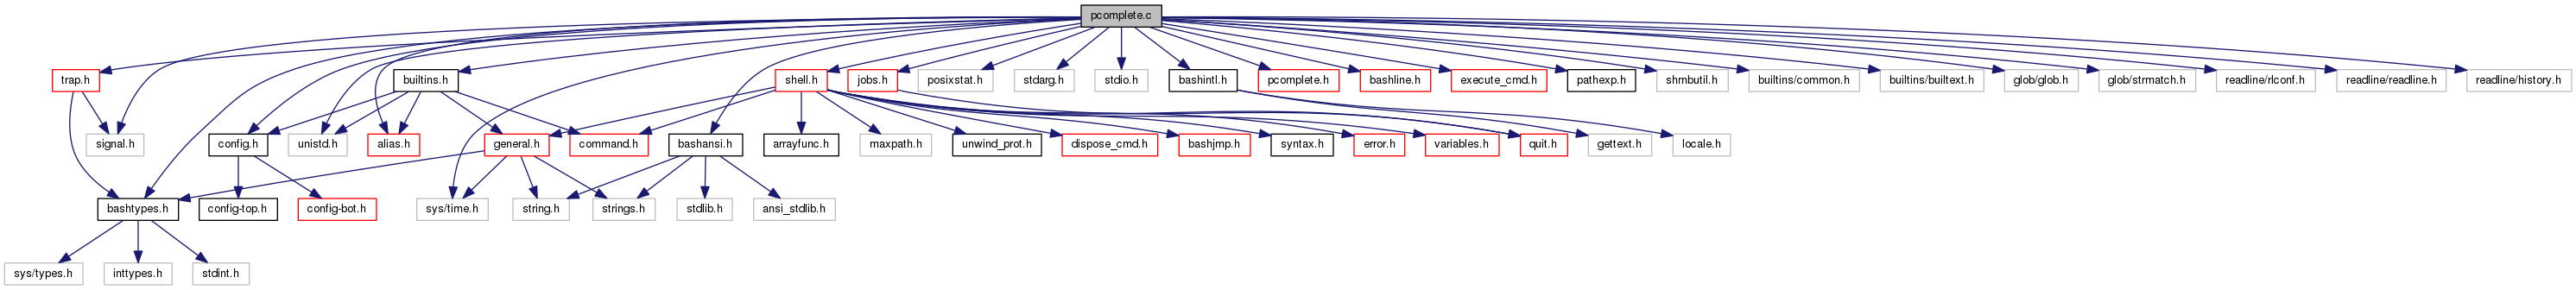 pcomplete.c
trap.h
builtins.h
shell.h
jobs.h
posixstat.h
stdarg.h
stdio.h
bashintl.h
pcomplete.h
bashline.h
execute_cmd.h
pathexp.h
shmbutil.h
builtins/common.h
builtins/builtext.h
glob/glob.h
glob/strmatch.h
readline/rlconf.h
readline/readline.h
readline/history.h
signal.h
config.h
unistd.h
alias.h
general.h
command.h
bashansi.h
arrayfunc.h
maxpath.h
unwind_prot.h
dispose_cmd.h
bashjmp.h
syntax.h
error.h
variables.h
quit.h
gettext.h
locale.h
bashtypes.h
config-top.h
config-bot.h
sys/time.h
string.h
strings.h
stdlib.h
ansi_stdlib.h
sys/types.h
inttypes.h
stdint.h